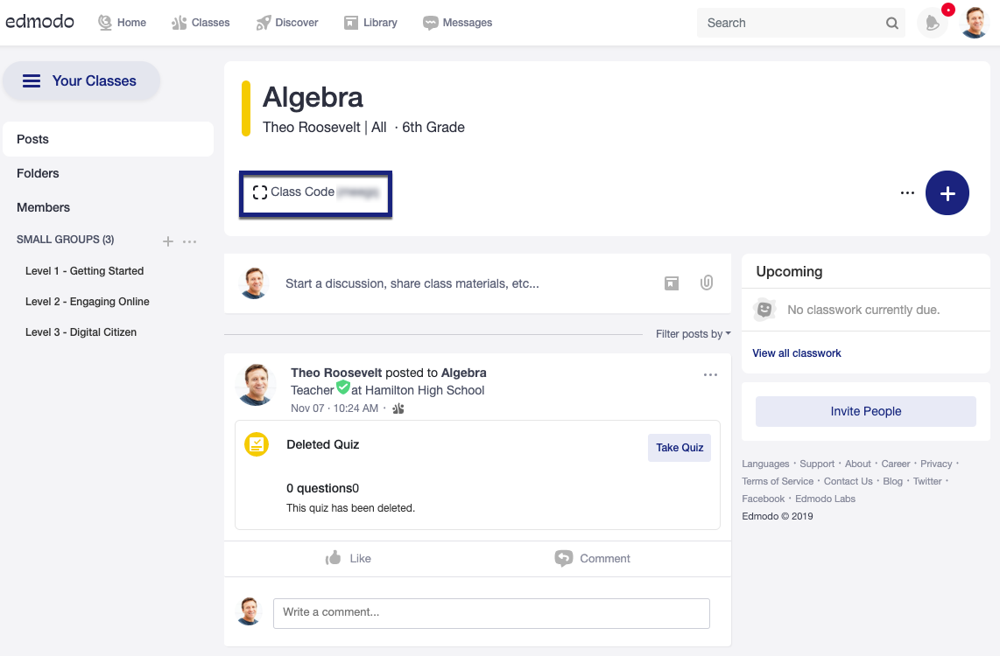 edmodo
Home
Classes
Discover
Library
Messages
Search
Your Classes
Posts
Folders
Members
SMALL GROUPS (3)
Level 1 - Getting Started
Level 2 - Engaging Online
Level 3 - Digital Citizen
Algebra
Theo Roosevelt | All · 6th Grade
Class Code
Start a discussion, share class materials, etc...
Filter posts by
Theo Roosevelt posted to Algebra
Teacher at Hamilton High School
Nov 07 · 10:24 AM ·
Deleted Quiz
Take Quiz
0 questions0
This quiz has been deleted.
Like
Comment
Write a comment...
Upcoming
No classwork currently due.
View all classwork
Invite People
Languages · Support · About · Career · Privacy ·
Terms of Service · Contact Us · Blog · Twitter ·
Facebook · Edmodo Labs
Edmodo © 2019